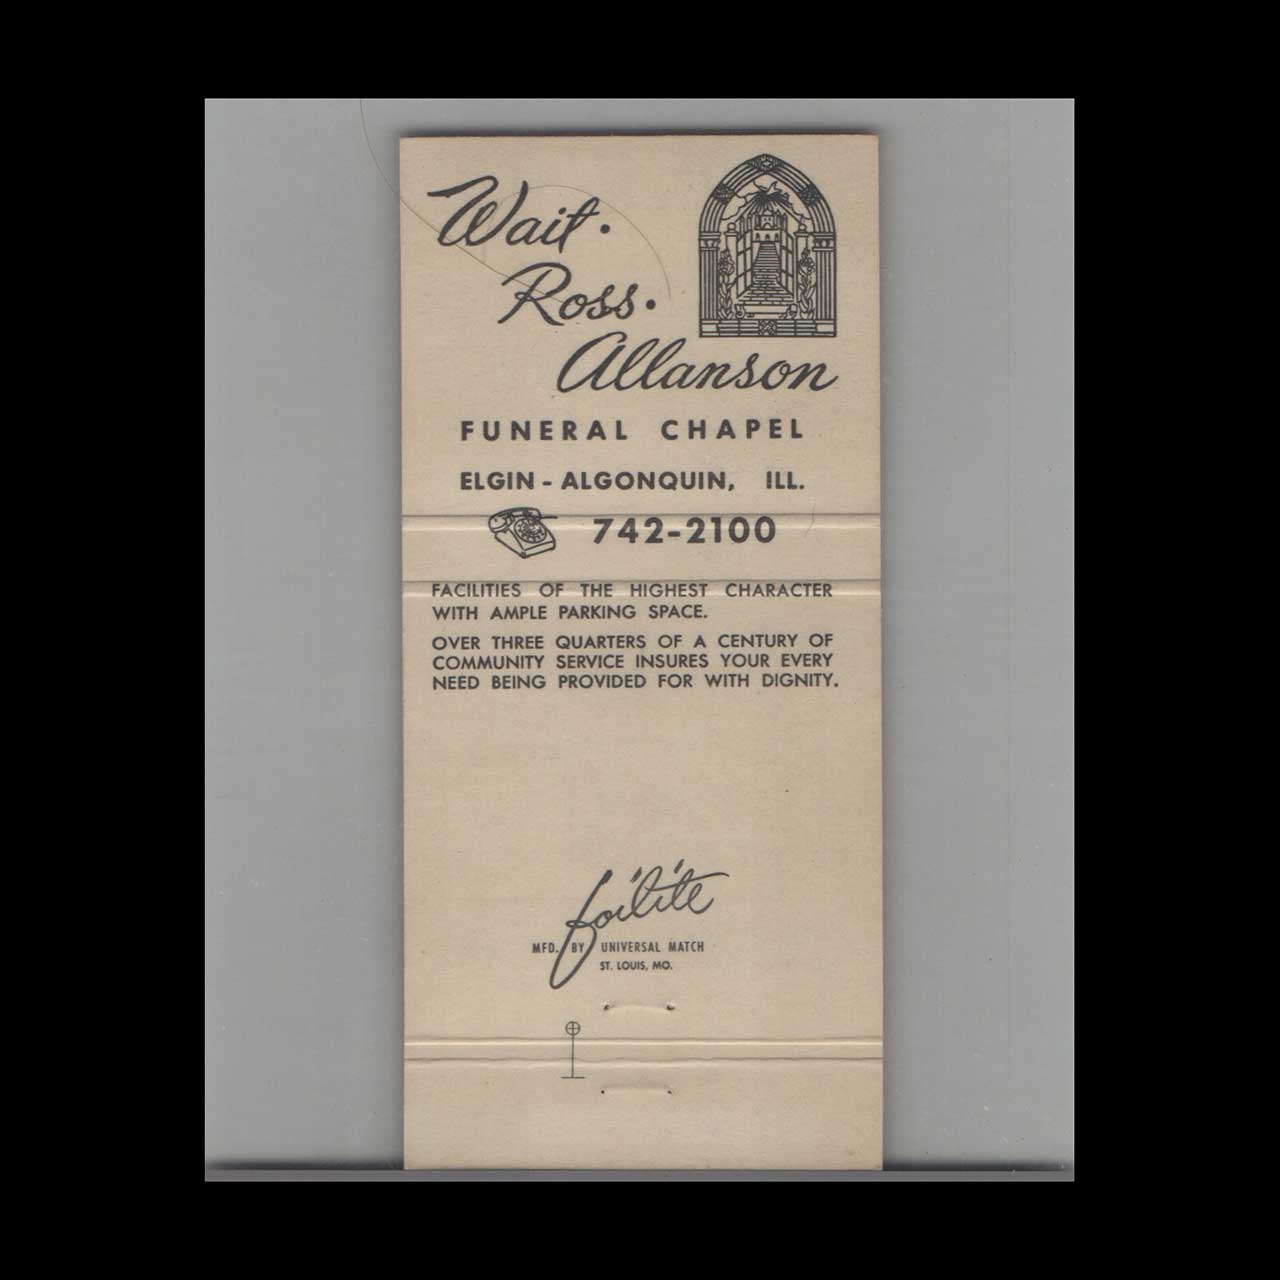 Wait·
Ross·
Allanson
FUNERAL CHAPEL
ELGIN - ALGONQUIN, ILL.
742-2100
FACILITIES OF THE HIGHEST CHARACTER
WITH AMPLE PARKING SPACE.
OVER THREE QUARTERS OF A CENTURY OF
COMMUNITY SERVICE INSURES YOUR EVERY
NEED BEING PROVIDED FOR WITH DIGNITY.
foilite
MFD. BY UNIVERSAL MATCH
ST. LOUIS, MO.